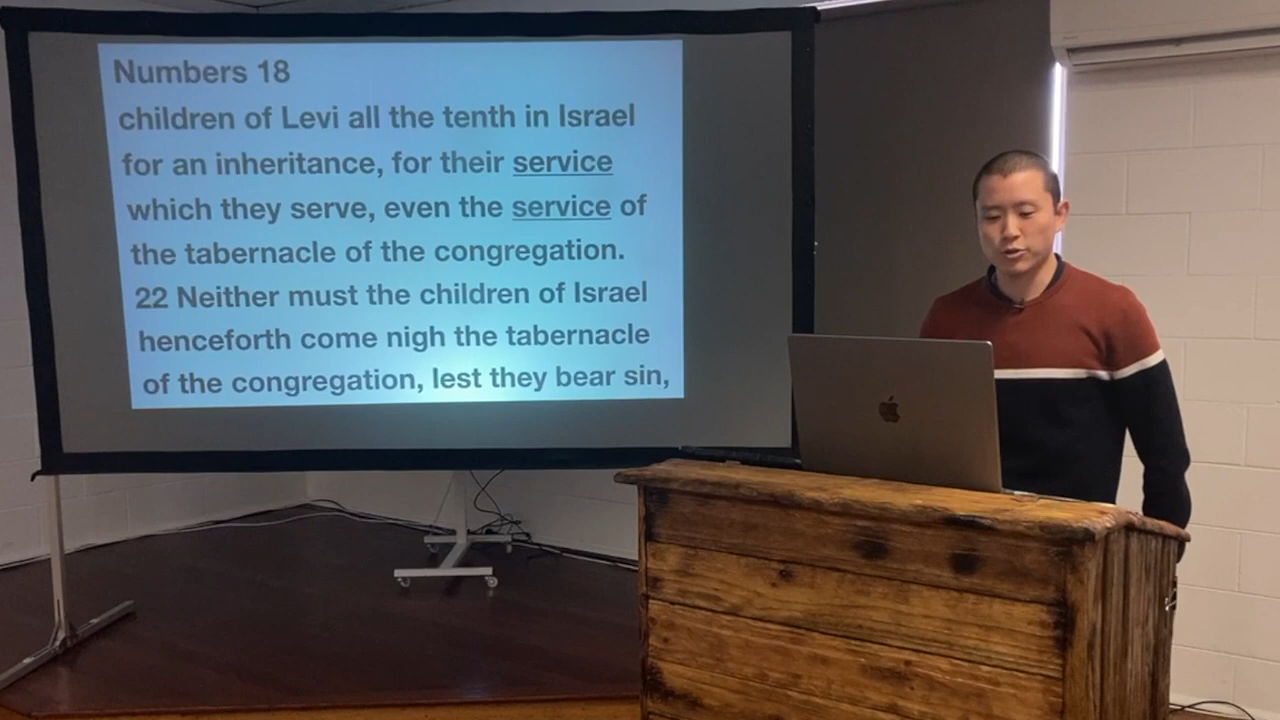 Numbers 18
children of Levi all the tenth in Israel
for an inheritance, for their service
which they serve, even the service of
the tabernacle of the congregation.
22 Neither must the children of Israel
henceforth come nigh the tabernacle
of the congregation, lest they bear sin,